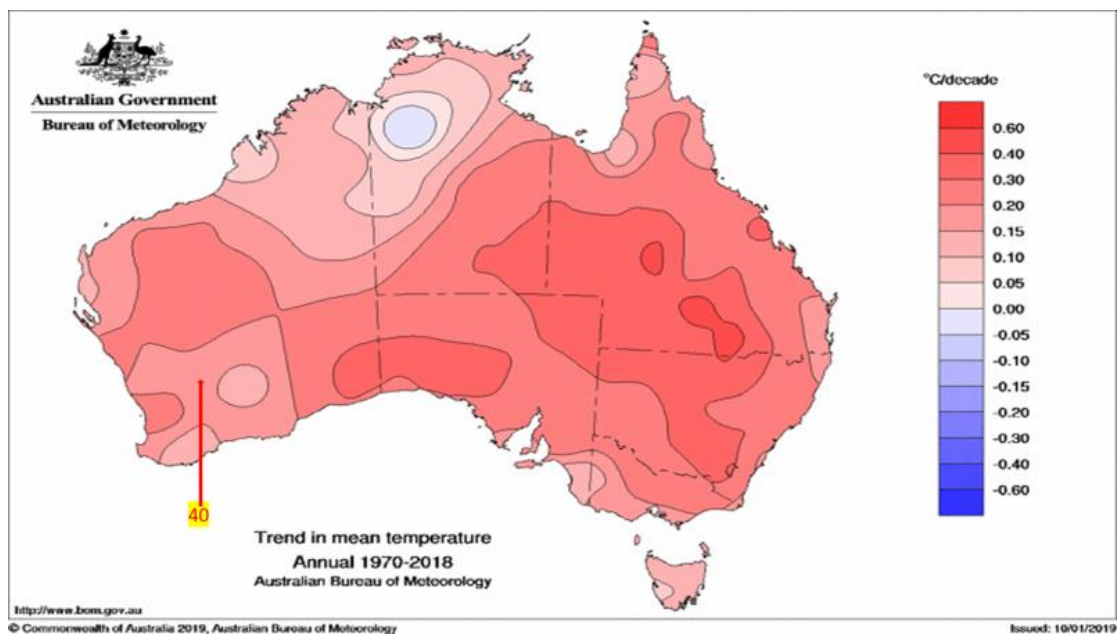 Australian Government
Bureau of Meteorology
°C/decade
0.60
0.40
0.30
0.20
0.15
0.10
0.05
0.00
-0.05
-0.10
-0.15
-0.20
-0.30
-0.40
-0.60
40
Trend in mean temperature
Annual 1970-2018
Australian Bureau of Meteorology
http://www.bom.gov.au
© Commonwealth of Australia 2019, Australian Bureau of Meteorology
Issued: 10/01/2019